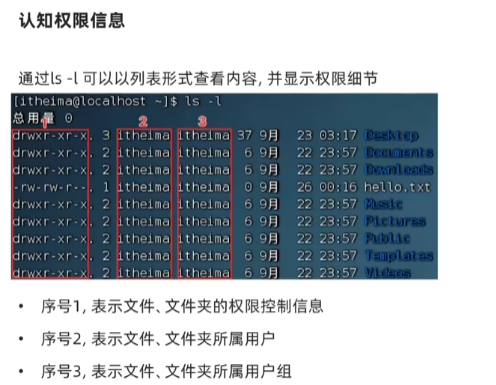 认知权限信息
通过ls -l 可以以列表形式查看内容, 并显示权限细节
[itheima@localhost ~]$ ls -l
总用量 0
1 2 3
drwxr-xr-x. 3 itheima itheima 37 9月 23 03:17 Desktop
drwxr-xr-x. 2 itheima itheima 6 9月 22 23:57 Documents
drwxr-xr-x. 2 itheima itheima 6 9月 22 23:57 Downloads
-rw-rw-r--. 1 itheima itheima 0 9月 26 00:16 hello.txt
drwxr-xr-x. 2 itheima itheima 6 9月 22 23:57 Music
drwxr-xr-x. 2 itheima itheima 6 9月 22 23:57 Pictures
drwxr-xr-x. 2 itheima itheima 6 9月 22 23:57 Public
drwxr-xr-x. 2 itheima itheima 6 9月 22 23:57 Templates
drwxr-xr-x. 2 itheima itheima 6 9月 22 23:57 Videos
• 序号1, 表示文件、文件夹的权限控制信息
• 序号2, 表示文件、文件夹所属用户
• 序号3, 表示文件、文件夹所属用户组